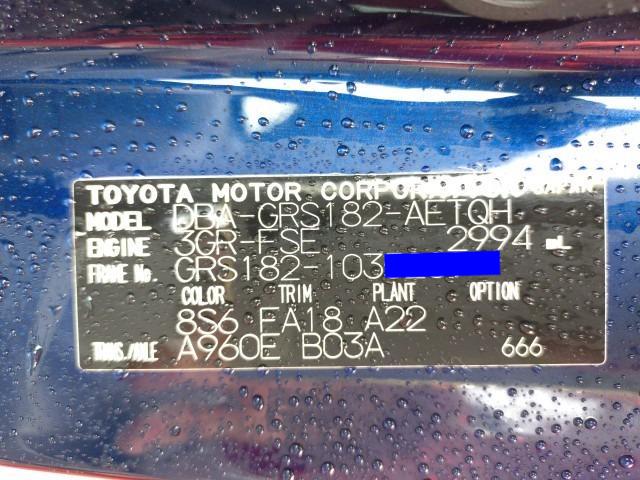 TOYOTA MOTOR CORPORATION JAPAN
MODEL DBA-GRS182-AETQH
ENGINE 3GR-FSE 2994 mL
FRAME No. GRS182-103
COLOR TRIM PLANT OPTION
8S6 FA18 A22
TRANS./AXLE A960E B03A 666